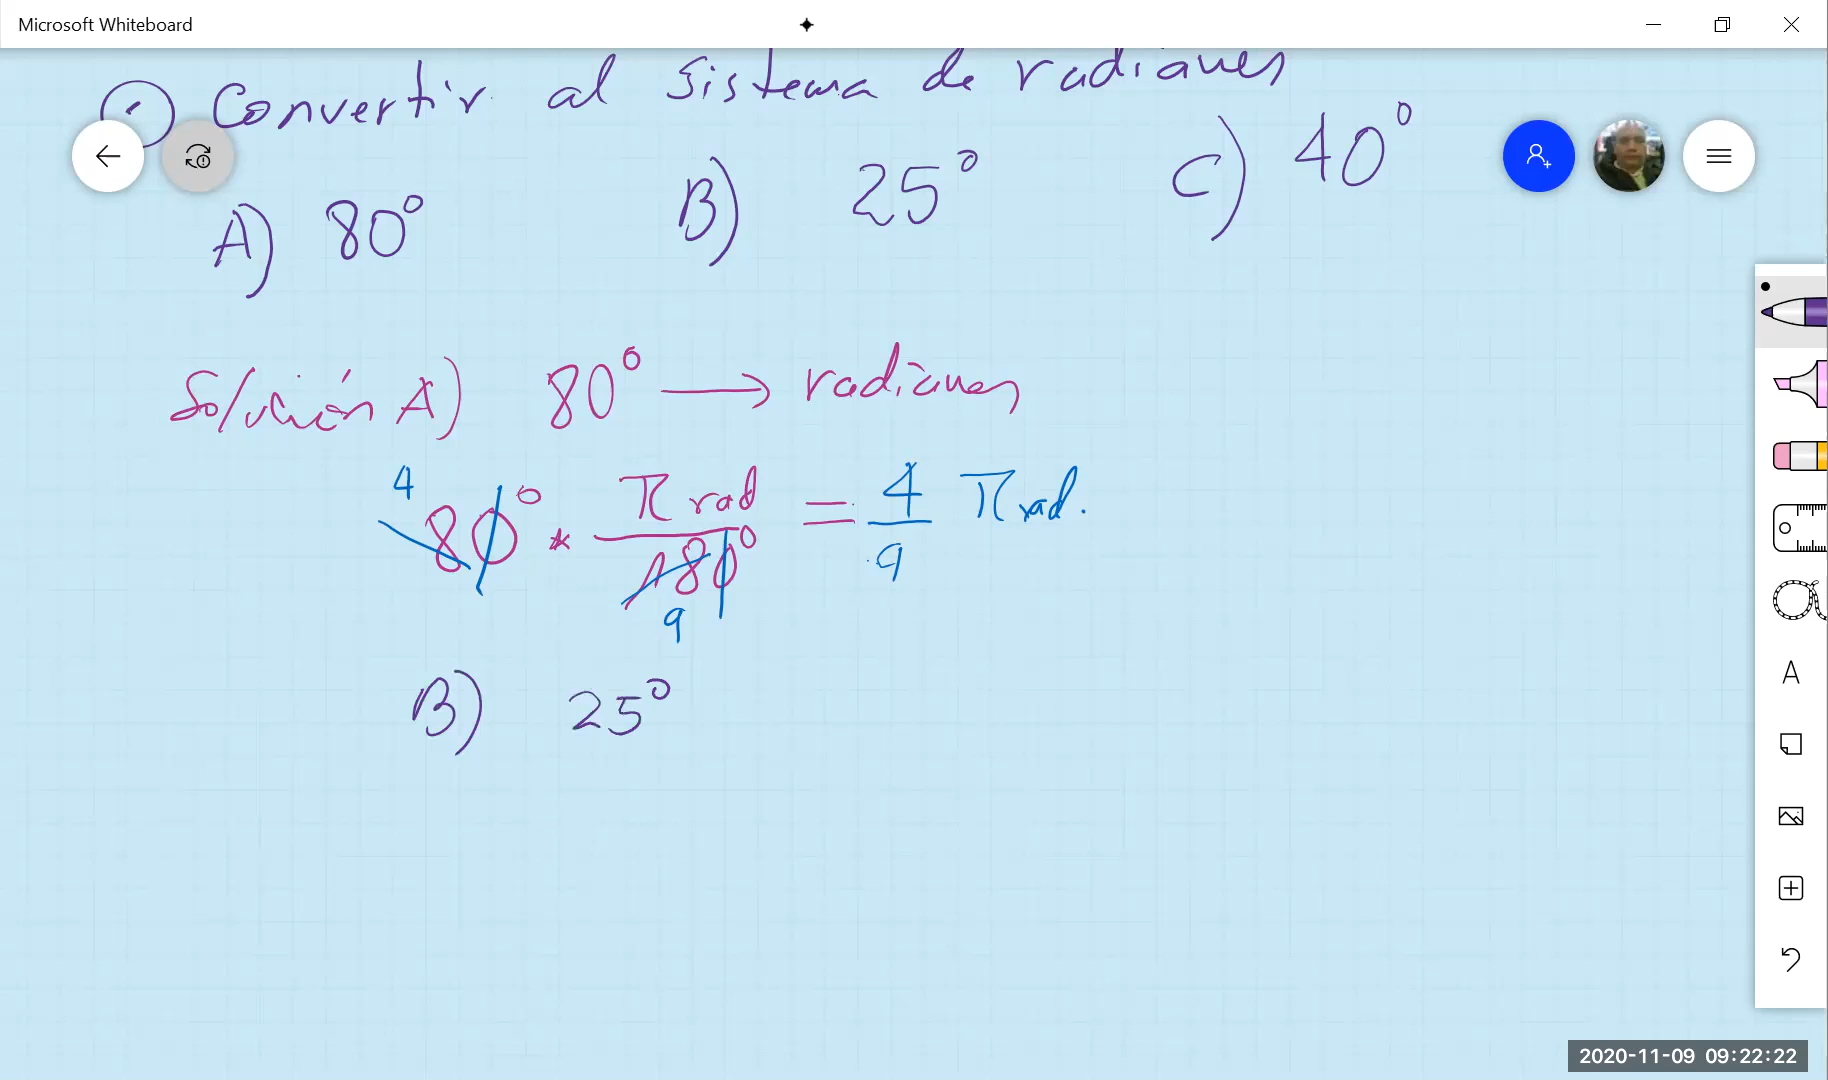 Microsoft Whiteboard
Convertir al sistema de radianes
A) 80° B) 25° C) 40°
Solución A) 80° → radianes
4
80° * π rad / 180° = 4/9 π rad.
9
B) 25°
A
2020-11-09 09:22:22